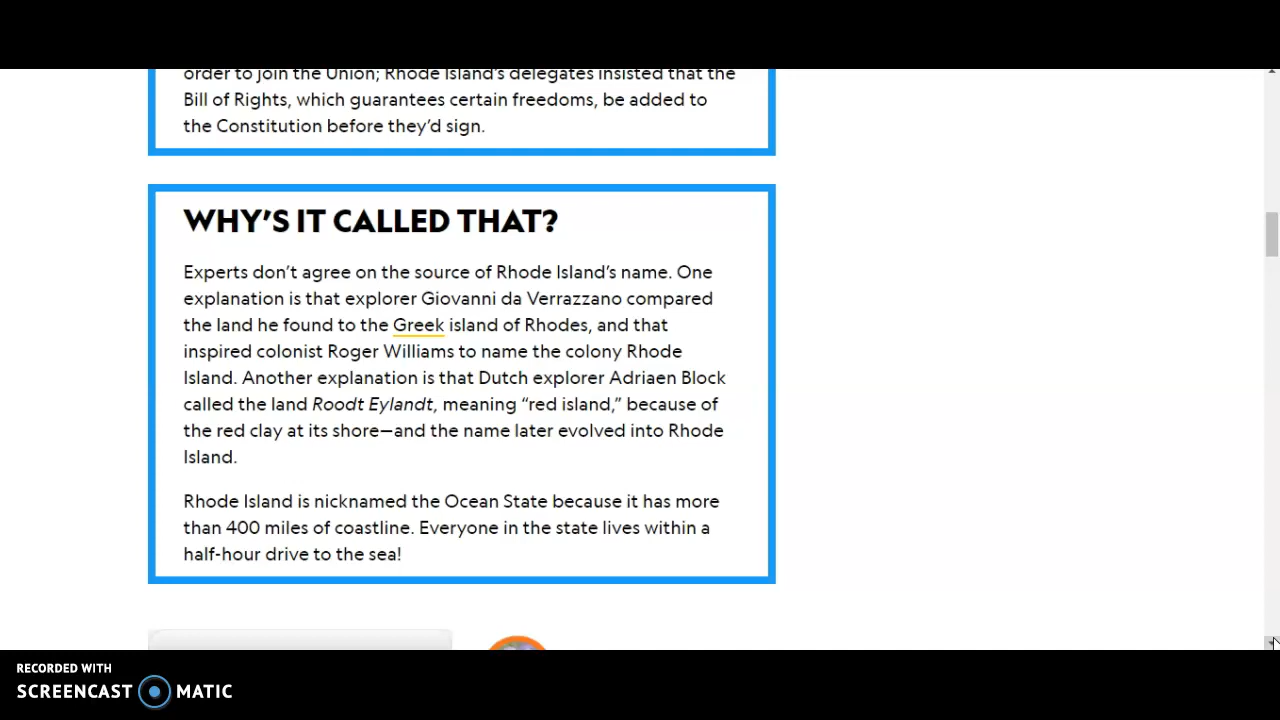 order to join the Union; Rhode Island's delegates insisted that the
Bill of Rights, which guarantees certain freedoms, be added to
the Constitution before they'd sign.
WHY'S IT CALLED THAT?
Experts don't agree on the source of Rhode Island's name. One
explanation is that explorer Giovanni da Verrazzano compared
the land he found to the Greek island of Rhodes, and that
inspired colonist Roger Williams to name the colony Rhode
Island. Another explanation is that Dutch explorer Adriaen Block
called the land Roodt Eylandt, meaning “red island,” because of
the red clay at its shore—and the name later evolved into Rhode
Island.
Rhode Island is nicknamed the Ocean State because it has more
than 400 miles of coastline. Everyone in the state lives within a
half-hour drive to the sea!
RECORDED WITH
SCREENCAST MATIC